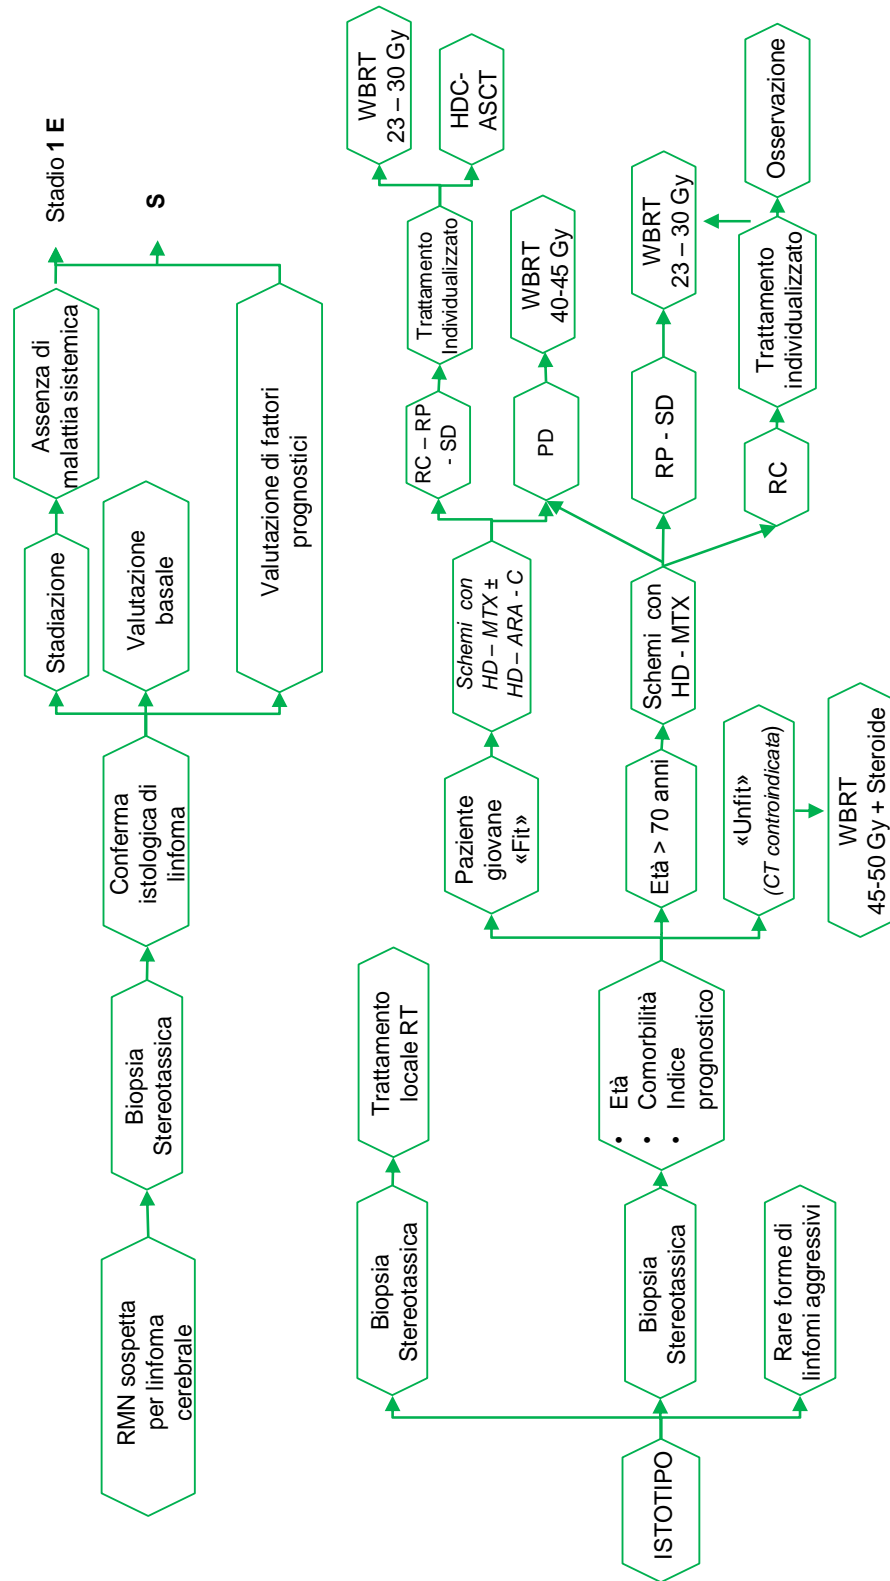 RMN sospetta
per linfoma
cerebrale
Biopsia
Stereotassica
Conferma
istologica di
linfoma
Stadiazione
Assenza di
malattia sistemica
Stadio 1 E
Valutazione
basale
S
Valutazione di fattori
prognostici
ISTOTIPO
Biopsia
Stereotassica
Trattamento
locale RT
Biopsia
Stereotassica
• Età
• Comorbilità
• Indice
prognostico
Rare forme di
linfomi aggressivi
Paziente
giovane
«Fit»
Schemi con
HD – MTX ±
HD – ARA - C
RC – RP
- SD
Trattamento
Individualizzato
WBRT
23 – 30 Gy
HDC-
ASCT
PD
WBRT
40-45 Gy
Età > 70 anni
Schemi con
HD - MTX
RP - SD
WBRT
23 – 30 Gy
RC
Trattamento
individualizzato
Osservazione
«Unfit»
(CT controindicata)
WBRT
45-50 Gy + Steroide